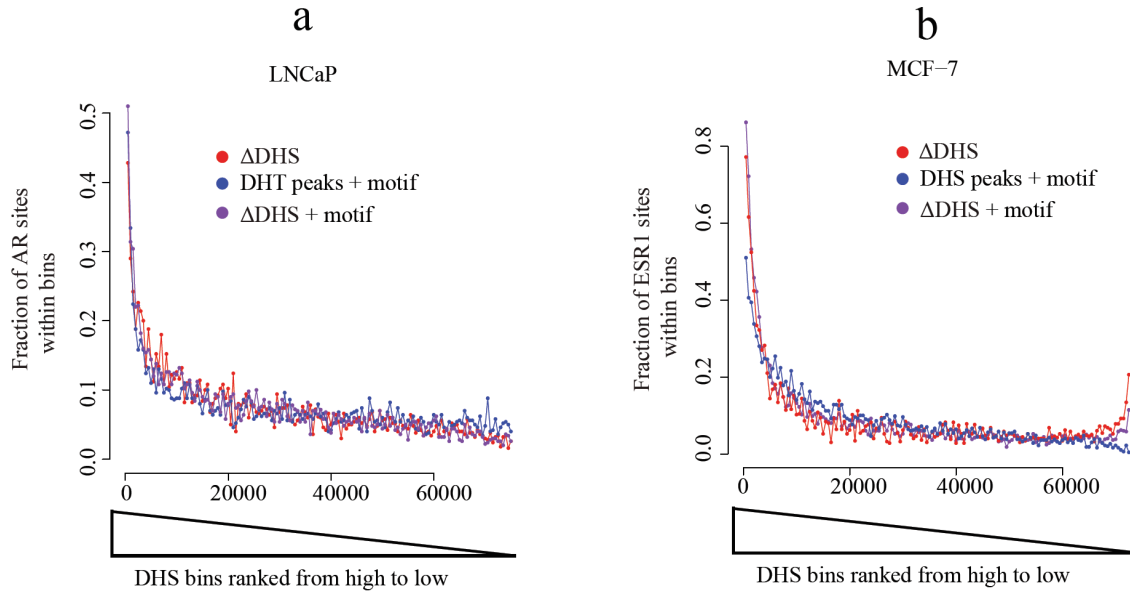 a
LNCaP
Fraction of AR sites
within bins
0.5
0.4
0.3
0.2
0.1
0.0
ΔDHS
DHT peaks + motif
ΔDHS + motif
0
20000
40000
60000
DHS bins ranked from high to low
b
MCF−7
Fraction of ESR1 sites
within bins
0.8
0.6
0.4
0.2
0.0
ΔDHS
DHS peaks + motif
ΔDHS + motif
0
20000
40000
60000
DHS bins ranked from high to low